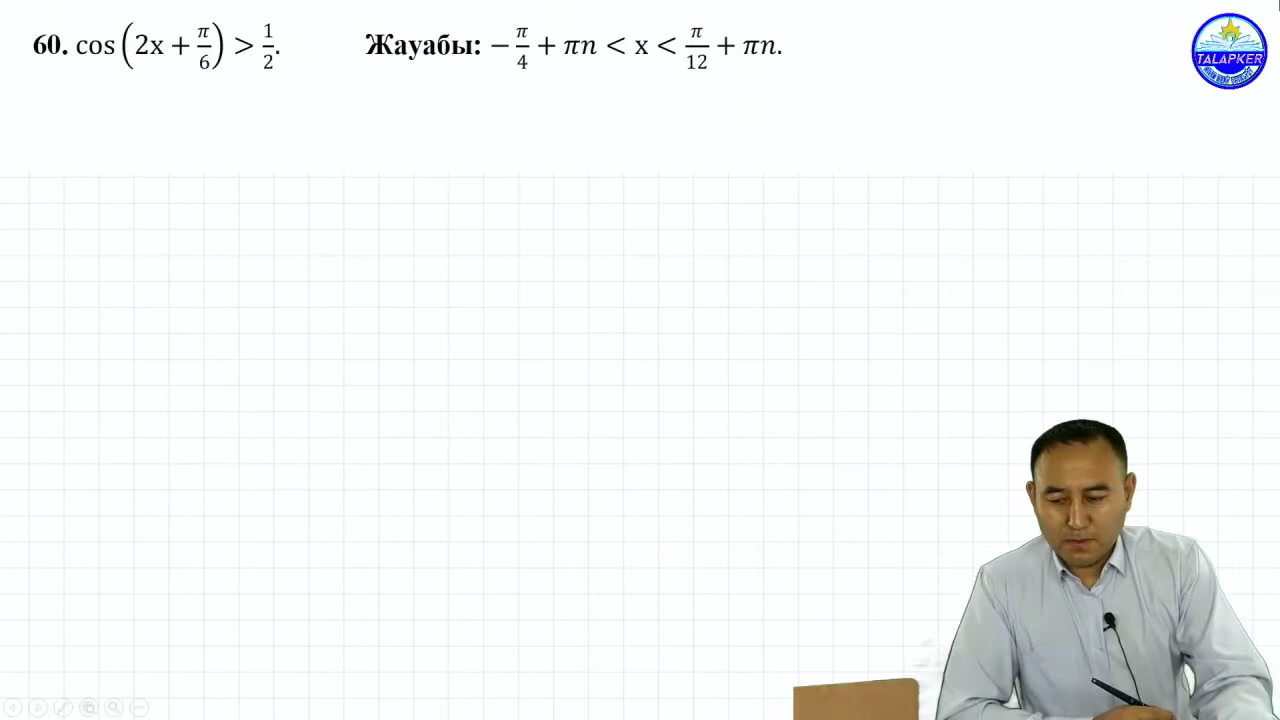 60. cos(2x + π/6) > 1/2. Жауабы: −π/4 + πn < x < π/12 + πn.
TALAPKER